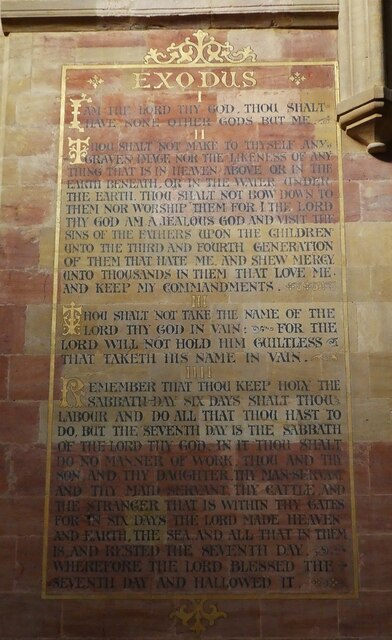 EXODUS
I
I AM THE LORD THY GOD, THOU SHALT
HAVE NONE OTHER GODS BUT ME.
II
THOU SHALT NOT MAKE TO THYSELF ANY
GRAVEN IMAGE NOR THE LIKENESS OF ANY
THING THAT IS IN HEAVEN ABOVE OR IN THE
EARTH BENEATH, OR IN THE WATER UNDER
THE EARTH. THOU SHALT NOT BOW DOWN TO
THEM NOR WORSHIP THEM FOR I THE LORD
THY GOD AM A JEALOUS GOD AND VISIT THE
SINS OF THE FATHERS UPON THE CHILDREN
UNTO THE THIRD AND FOURTH GENERATION
OF THEM THAT HATE ME, AND SHEW MERCY
UNTO THOUSANDS IN THEM THAT LOVE ME
AND KEEP MY COMMANDMENTS.
III
THOU SHALT NOT TAKE THE NAME OF THE
LORD THY GOD IN VAIN: FOR THE
LORD WILL NOT HOLD HIM GUILTLESS
THAT TAKETH HIS NAME IN VAIN.
IIII
REMEMBER THAT THOU KEEP HOLY THE
SABBATH-DAY SIX DAYS SHALT THOU
LABOUR AND DO ALL THAT THOU HAST TO
DO, BUT THE SEVENTH DAY IS THE SABBATH
OF THE LORD THY GOD. IN IT THOU SHALT
DO NO MANNER OF WORK, THOU AND THY
SON, AND THY DAUGHTER, THY MAN-SERVANT,
AND THY MAID SERVANT, THY CATTLE AND
THE STRANGER THAT IS WITHIN THY GATES
FOR IN SIX DAYS THE LORD MADE HEAVEN
AND EARTH, THE SEA, AND ALL THAT IN THEM
IS, AND RESTED THE SEVENTH DAY.
WHEREFORE THE LORD BLESSED THE
SEVENTH DAY AND HALLOWED IT.